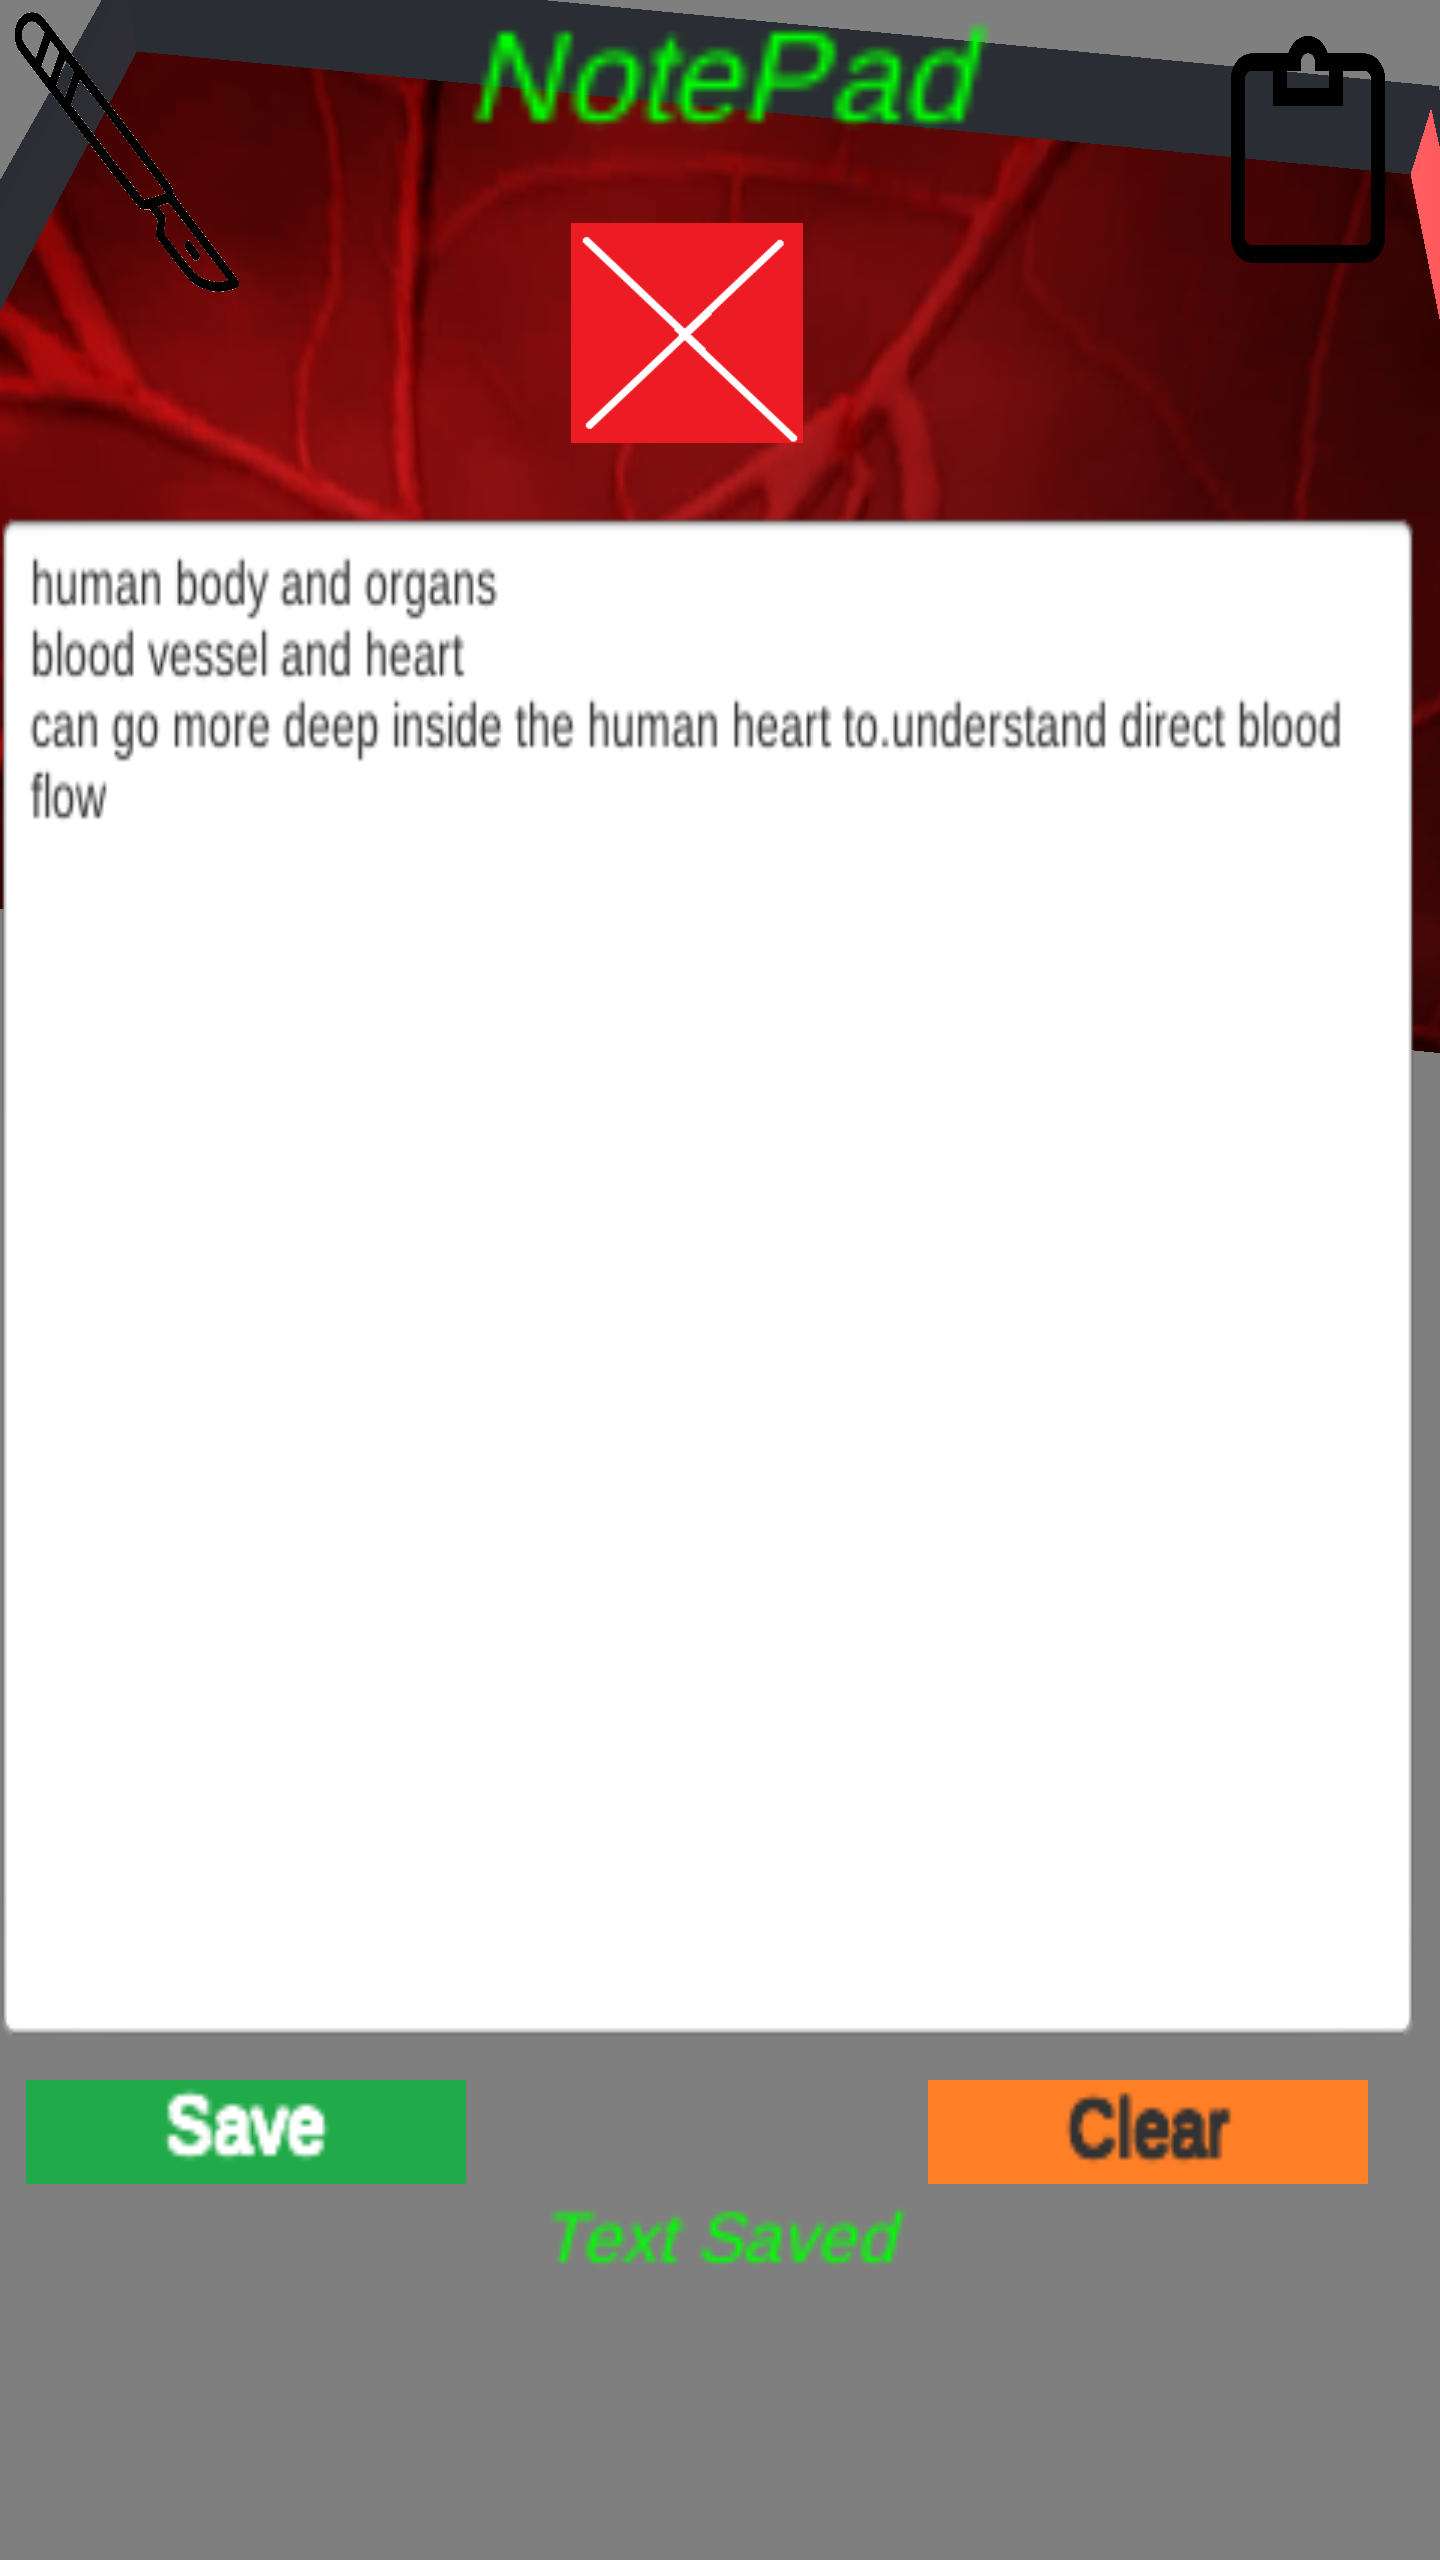 NotePad
human body and organs
blood vessel and heart
can go more deep inside the human heart to.understand direct blood
flow
Save
Clear
Text Saved